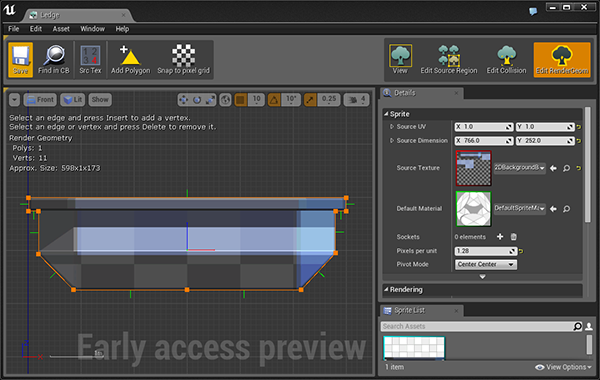 Ledge
File Edit Asset Window Help
Save Find in CB Src Tex Add Polygon Snap to pixel grid View Edit Source Region Edit Collision Edit RenderGeom
Front Lit Show 10 10° 0.25 4
Select an edge and press Insert to add a vertex.
Select an edge or vertex and press Delete to remove it.
Render Geometry
Polys: 1
Verts: 11
Approx. Size: 598x1x173
1m
Early access preview
Details
Sprite
Source UV X 1.0 Y 1.0
Source Dimension X 766.0 Y 252.0
Source Texture 2DBackgroundB
Default Material DefaultSpriteMa
Sockets 0 elements
Pixels per unit 1.28
Pivot Mode Center Center
Rendering
Sprite List
Search Assets
1 item View Options